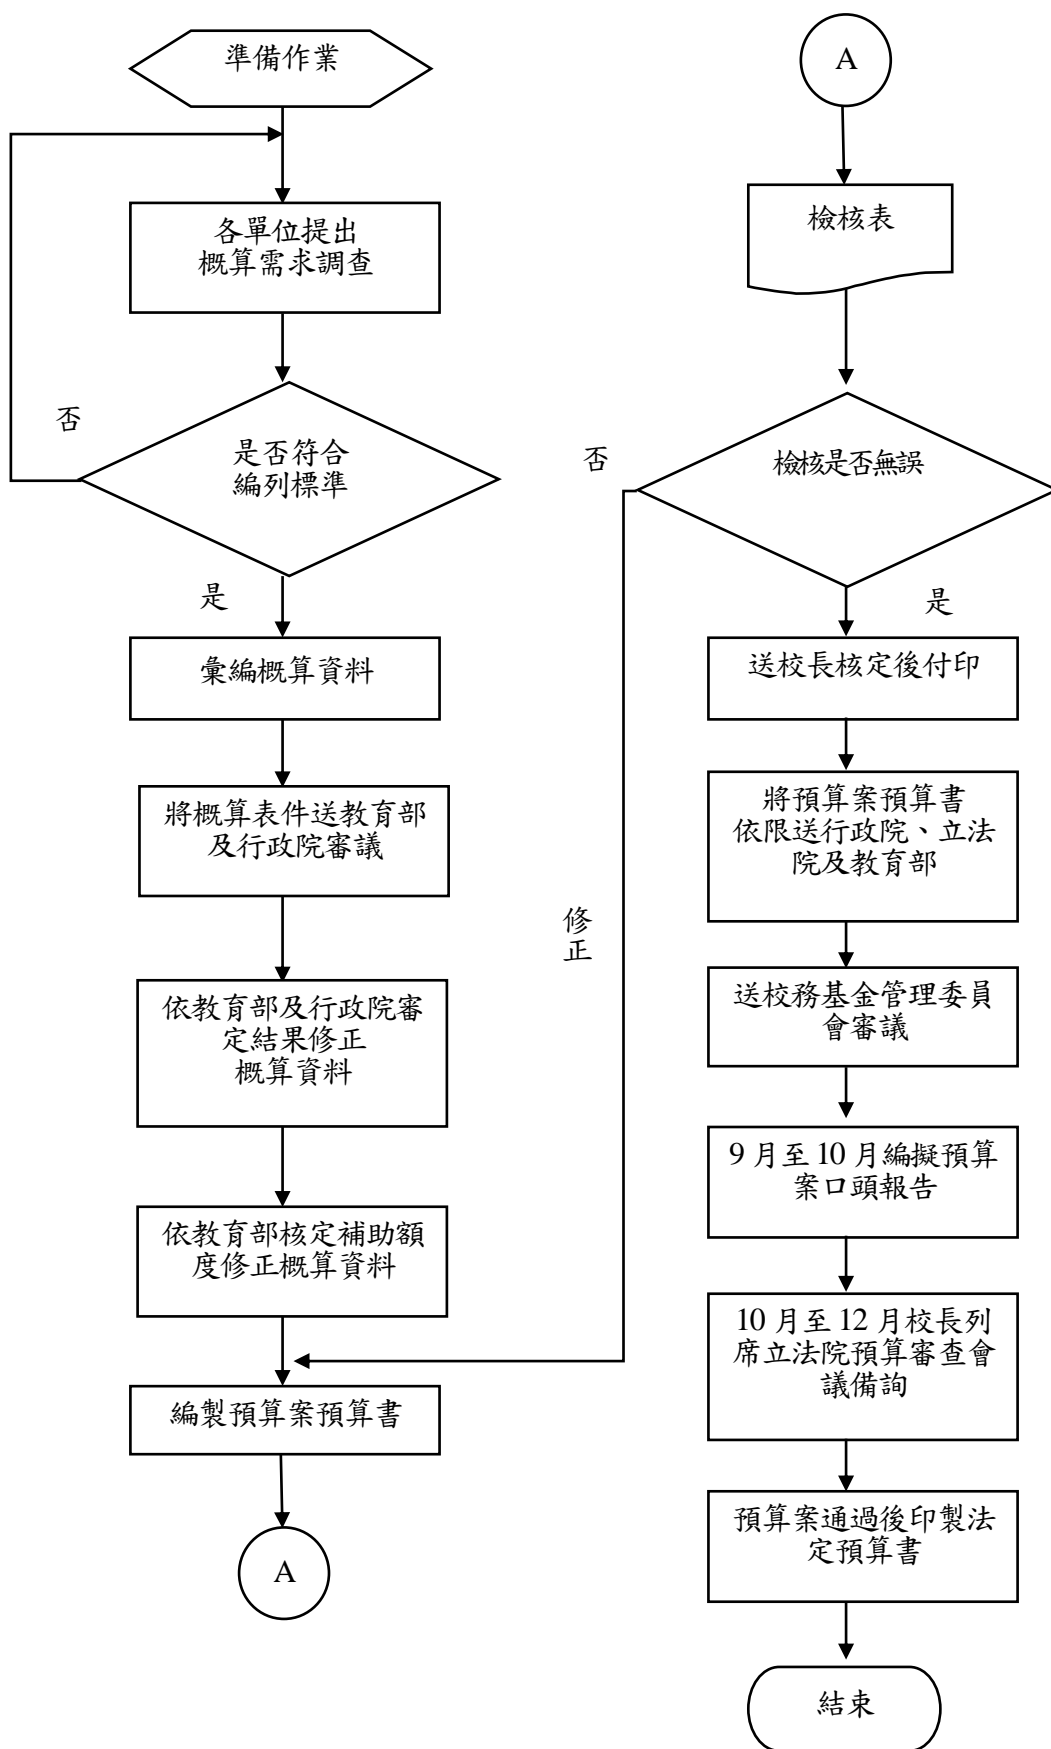 準備作業
各單位提出
概算需求調查
否
是否符合
編列標準
是
彙編概算資料
將概算表件送教育部
及行政院審議
依教育部及行政院審
定結果修正
概算資料
依教育部核定補助額
度修正概算資料
編製預算案預算書
A
A
檢核表
否
檢核是否無誤
是
修
正
送校長核定後付印
將預算案預算書
依限送行政院、立法
院及教育部
送校務基金管理委員
會審議
9 月至 10 月編擬預算
案口頭報告
10 月至 12 月校長列
席立法院預算審查會
議備詢
預算案通過後印製法
定預算書
結束